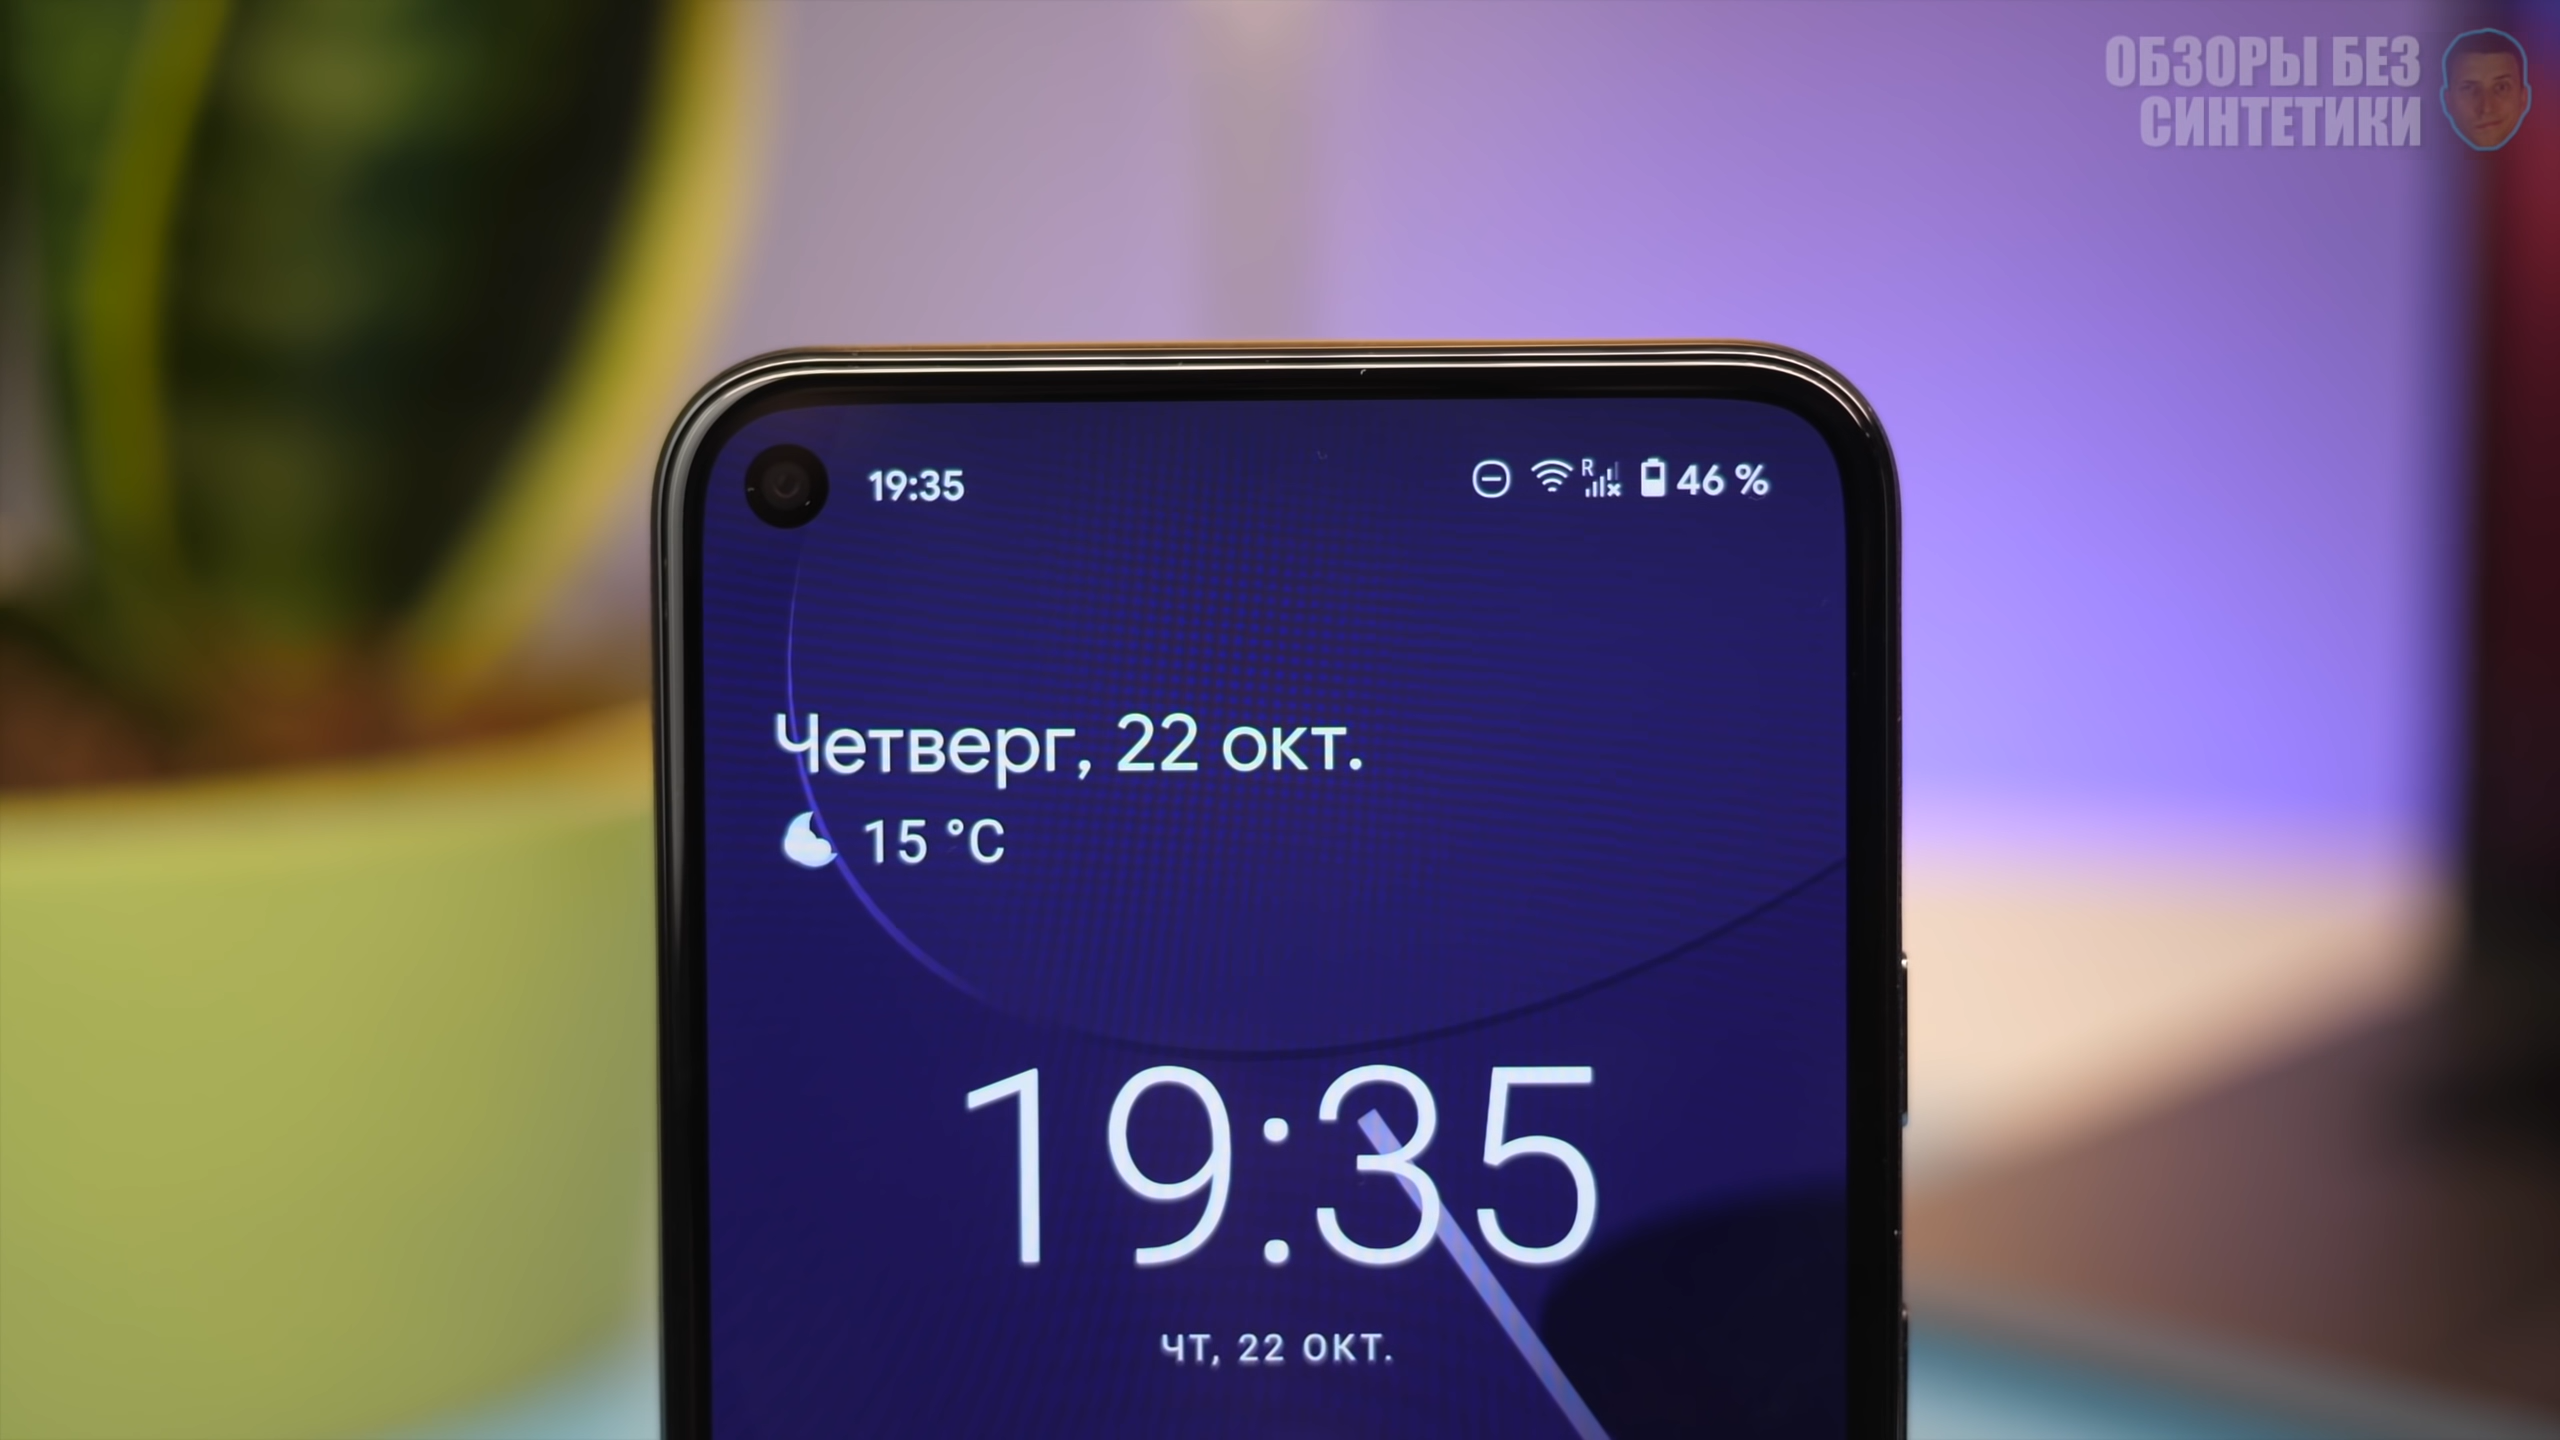 ОБЗОРЫ БЕЗ
СИНТЕТИКИ
19:35
R
46 %
Четверг, 22 окт.
15 °C
19:35
ЧТ, 22 ОКТ.